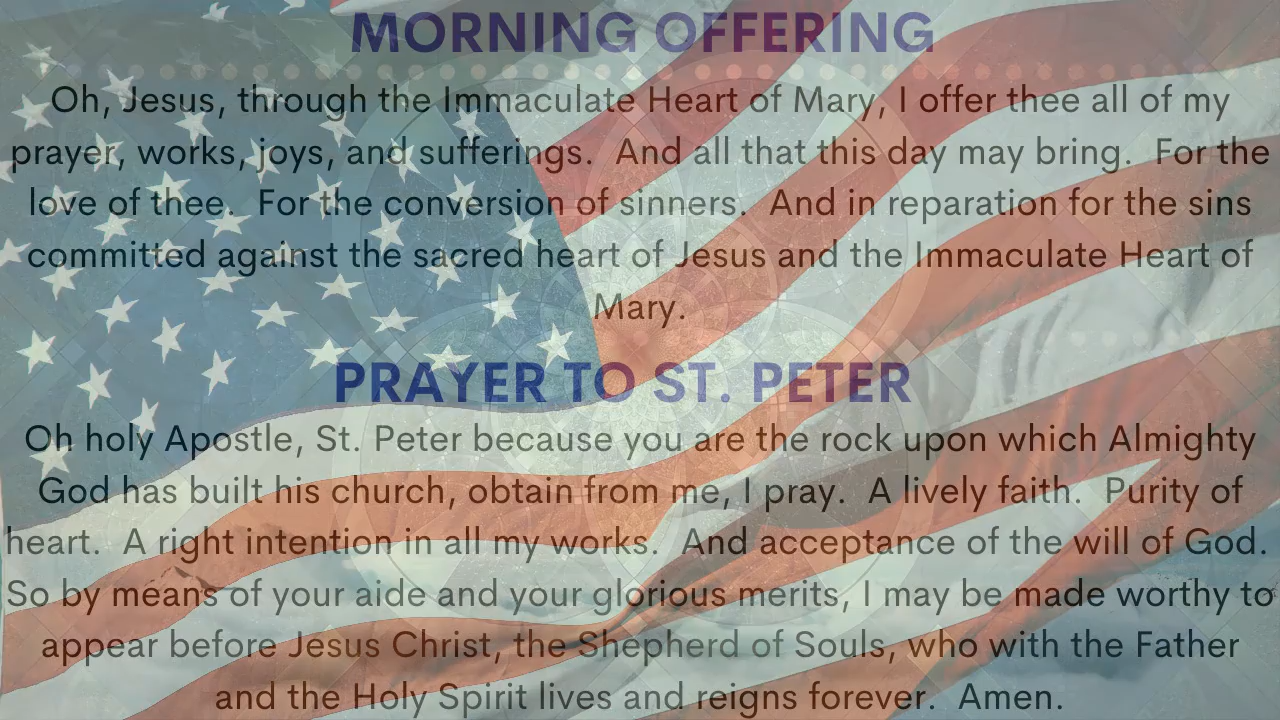 MORNING OFFERING
Oh, Jesus, through the Immaculate Heart of Mary, I offer thee all of my
prayer, works, joys, and sufferings.  And all that this day may bring.  For the
love of thee.  For the conversion of sinners.  And in reparation for the sins
committed against the sacred heart of Jesus and the Immaculate Heart of
Mary.
PRAYER TO ST. PETER
Oh holy Apostle, St. Peter because you are the rock upon which Almighty
God has built his church, obtain from me, I pray.  A lively faith.  Purity of
heart.  A right intention in all my works.  And acceptance of the will of God.
So by means of your aide and your glorious merits, I may be made worthy to
appear before Jesus Christ, the Shepherd of Souls, who with the Father
and the Holy Spirit lives and reigns forever.  Amen.